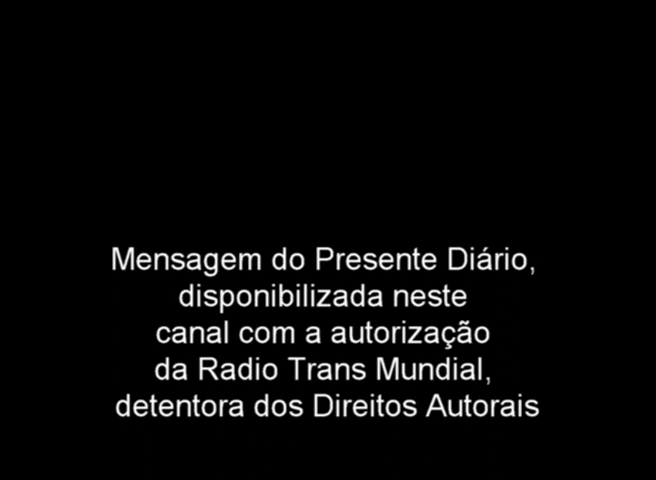 Mensagem do Presente Diário,
disponibilizada neste
canal com a autorização
da Radio Trans Mundial,
detentora dos Direitos Autorais